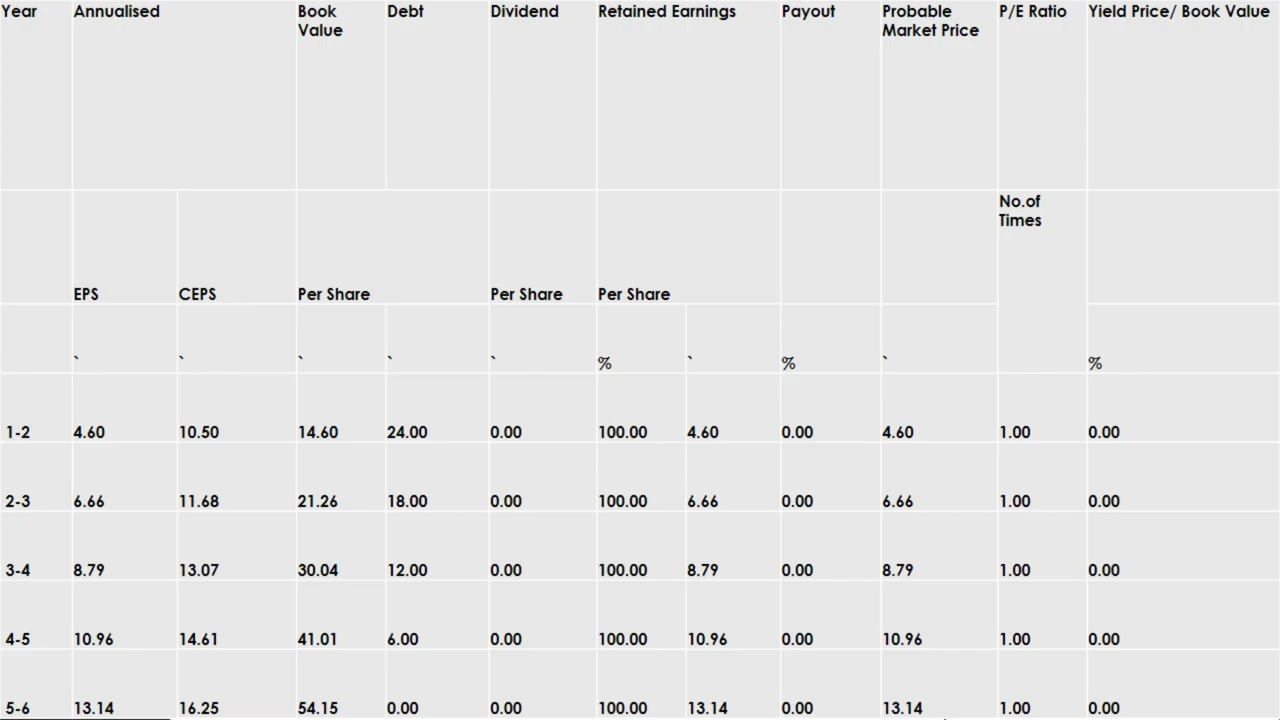 Year Annualised Book Value Debt Dividend Retained Earnings Payout Probable Market Price P/E Ratio Yield Price/ Book Value
No.of Times
EPS CEPS Per Share Per Share Per Share
` ` ` ` ` % ` % ` %
1-2 4.60 10.50 14.60 24.00 0.00 100.00 4.60 0.00 4.60 1.00 0.00
2-3 6.66 11.68 21.26 18.00 0.00 100.00 6.66 0.00 6.66 1.00 0.00
3-4 8.79 13.07 30.04 12.00 0.00 100.00 8.79 0.00 8.79 1.00 0.00
4-5 10.96 14.61 41.01 6.00 0.00 100.00 10.96 0.00 10.96 1.00 0.00
5-6 13.14 16.25 54.15 0.00 0.00 100.00 13.14 0.00 13.14 1.00 0.00